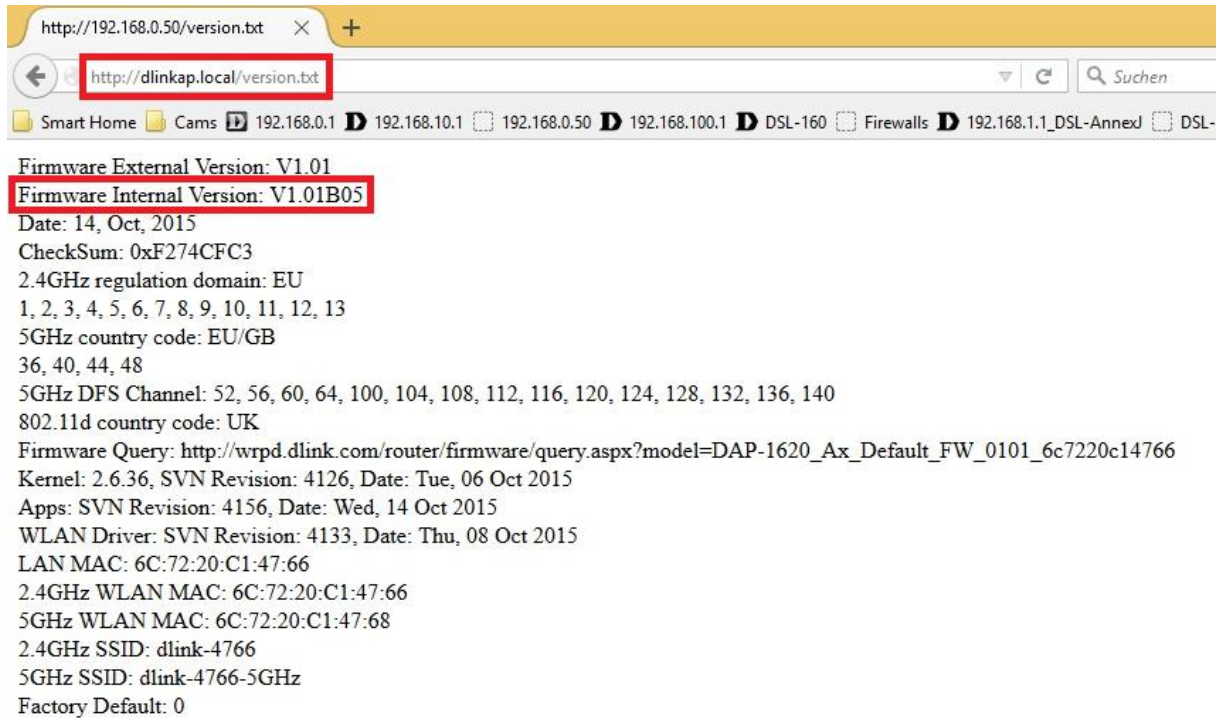 http://192.168.0.50/version.txt
http://dlinkap.local/version.txt Suchen
Smart Home Cams 192.168.0.1 192.168.10.1 192.168.0.50 192.168.100.1 DSL-160 Firewalls 192.168.1.1_DSL-AnnexJ DSL-
Firmware External Version: V1.01
Firmware Internal Version: V1.01B05
Date: 14, Oct, 2015
CheckSum: 0xF274CFC3
2.4GHz regulation domain: EU
1, 2, 3, 4, 5, 6, 7, 8, 9, 10, 11, 12, 13
5GHz country code: EU/GB
36, 40, 44, 48
5GHz DFS Channel: 52, 56, 60, 64, 100, 104, 108, 112, 116, 120, 124, 128, 132, 136, 140
802.11d country code: UK
Firmware Query: http://wrpd.dlink.com/router/firmware/query.aspx?model=DAP-1620_Ax_Default_FW_0101_6c7220c14766
Kernel: 2.6.36, SVN Revision: 4126, Date: Tue, 06 Oct 2015
Apps: SVN Revision: 4156, Date: Wed, 14 Oct 2015
WLAN Driver: SVN Revision: 4133, Date: Thu, 08 Oct 2015
LAN MAC: 6C:72:20:C1:47:66
2.4GHz WLAN MAC: 6C:72:20:C1:47:66
5GHz WLAN MAC: 6C:72:20:C1:47:68
2.4GHz SSID: dlink-4766
5GHz SSID: dlink-4766-5GHz
Factory Default: 0